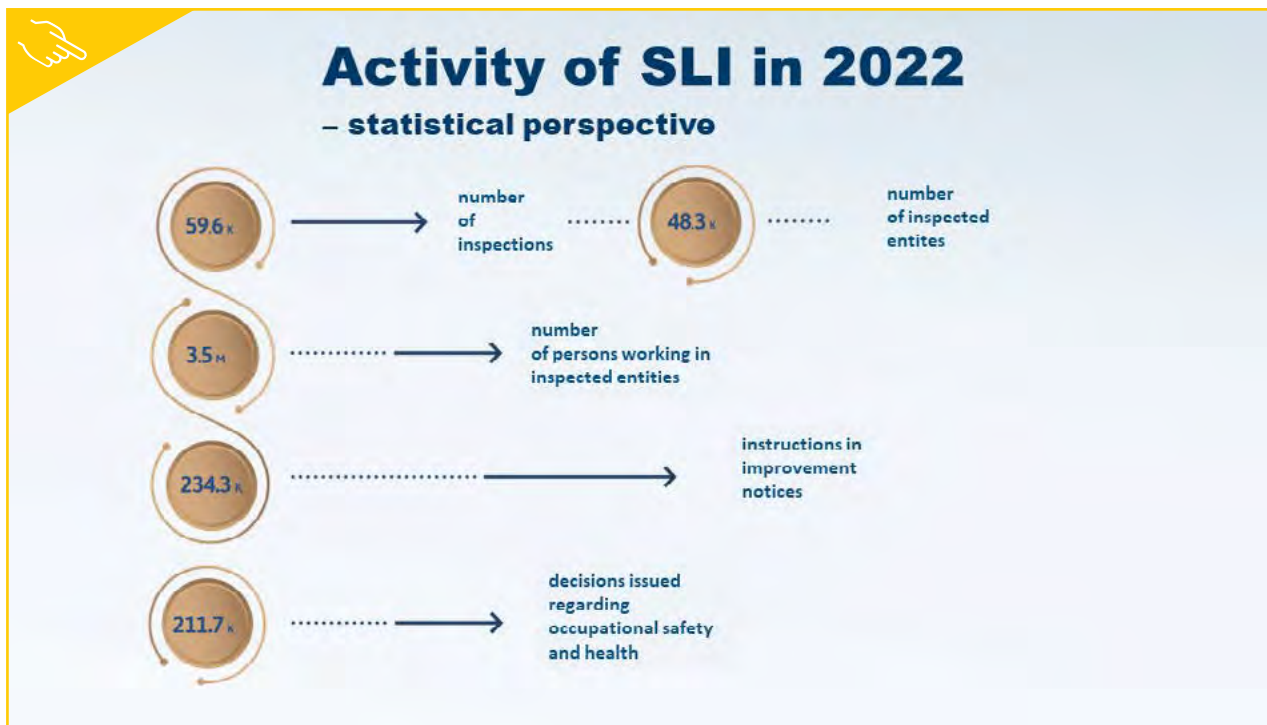 Activity of SLI in 2022
– statistical perspective
59.6 K
number
of
inspections
48.3 K
number
of inspected
entites
3.5 M
number
of persons working in
inspected entities
234.3 K
instructions in
improvement
notices
211.7 K
decisions issued
regarding
occupational safety
and health